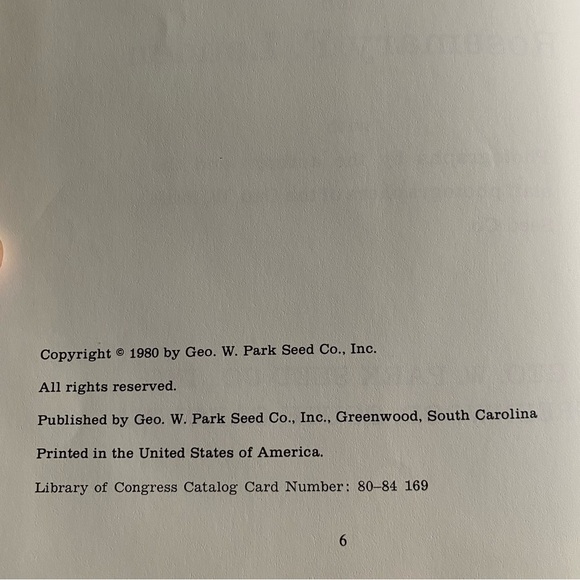 Copyright © 1980 by Geo. W. Park Seed Co., Inc.
All rights reserved.
Published by Geo. W. Park Seed Co., Inc., Greenwood, South Carolina
Printed in the United States of America.
Library of Congress Catalog Card Number: 80–84 169
6